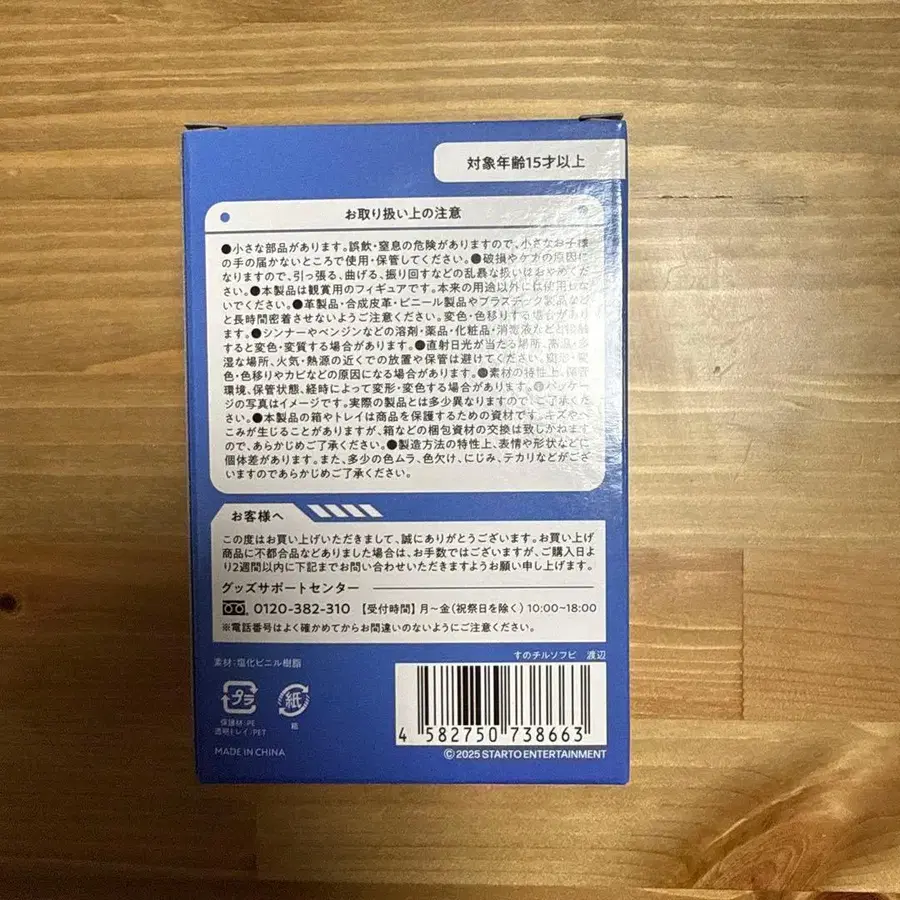 対象年齢15才以上
お取り扱い上の注意
●小さな部品があります。誤飲・窒息の危険がありますので、小さなお子様
の手の届かないところで使用・保管してください。●破損やケガの原因に
なりますので、引っ張る、曲げる、振り回すなどの乱暴な扱いはおやめくだ
さい。●本製品は観賞用のフィギュアです。本来の用途以外には使用しな
いでください。●革製品・合成皮革・ビニール製品やプラスチック製品など
と長時間密着させないようご注意ください。変色・色移りする場合がありま
す。●シンナーやベンジンなどの溶剤・薬品・化粧品・消毒液などと接触
すると変色・変質する場合があります。●直射日光が当たる場所、高温・多
湿な場所、火気・熱源の近くでの放置や保管は避けてください。変形・変
色・色移りやカビなどの原因になる場合があります。●素材の特性上、保管
環境、保管状態、経時によって変形・変色する場合があります。●パッケー
ジの写真はイメージです。実際の製品とは多少異なりますので、ご了承くだ
さい。●本製品の箱やトレイは商品を保護するための資材です。キズやへ
こみが生じることがありますが、箱などの梱包資材の交換は致しかねます
ので、あらかじめご了承ください。●製造方法の特性上、表情や形状などに
個体差があります。また、多少の色ムラ、色欠け、にじみ、テカリなどがござ
いますのであらかじめご了承ください。
お客様へ
この度はお買い上げいただきまして、誠にありがとうございます。お買い上げ
商品に不都合品などありました場合は、お手数ではございますが、ご購入日よ
り2週間以内に下記までお問い合わせいただきますようお願い申し上げます。
グッズサポートセンター
0120-382-310 【受付時間】月～金(祝祭日を除く)10:00~18:00
※電話番号はよく確かめてからお間違いのないようにご注意ください。
素材:塩化ビニル樹脂
すのチルソフビ 渡辺
プラ
紙
保護材:PE
透明トレイ:PET
箱
4 582750 738663
MADE IN CHINA
©2025 STARTO ENTERTAINMENT